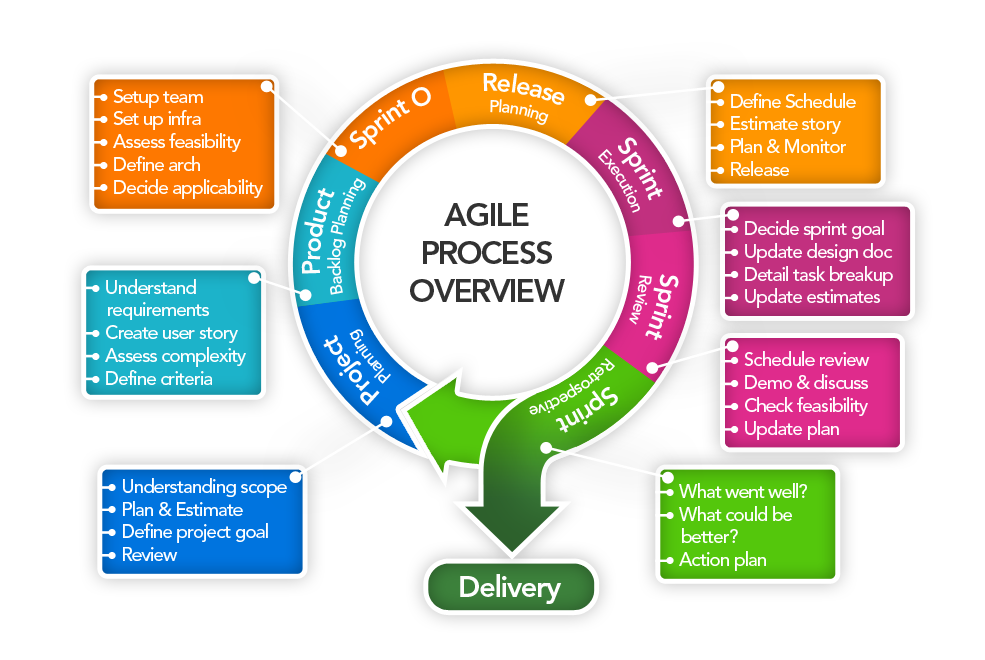 AGILE
PROCESS
OVERVIEW
Project
Planning
Understanding scope
Plan & Estimate
Define project goal
Review
Product
Backlog Planning
Understand
requirements
Create user story
Assess complexity
Define criteria
Sprint O
Setup team
Set up infra
Assess feasibility
Define arch
Decide applicability
Release
Planning
Define Schedule
Estimate story
Plan & Monitor
Release
Sprint
Execution
Decide sprint goal
Update design doc
Detail task breakup
Update estimates
Sprint
Review
Schedule review
Demo & discuss
Check feasibility
Update plan
Sprint
Retrospective
What went well?
What could be
better?
Action plan
Delivery